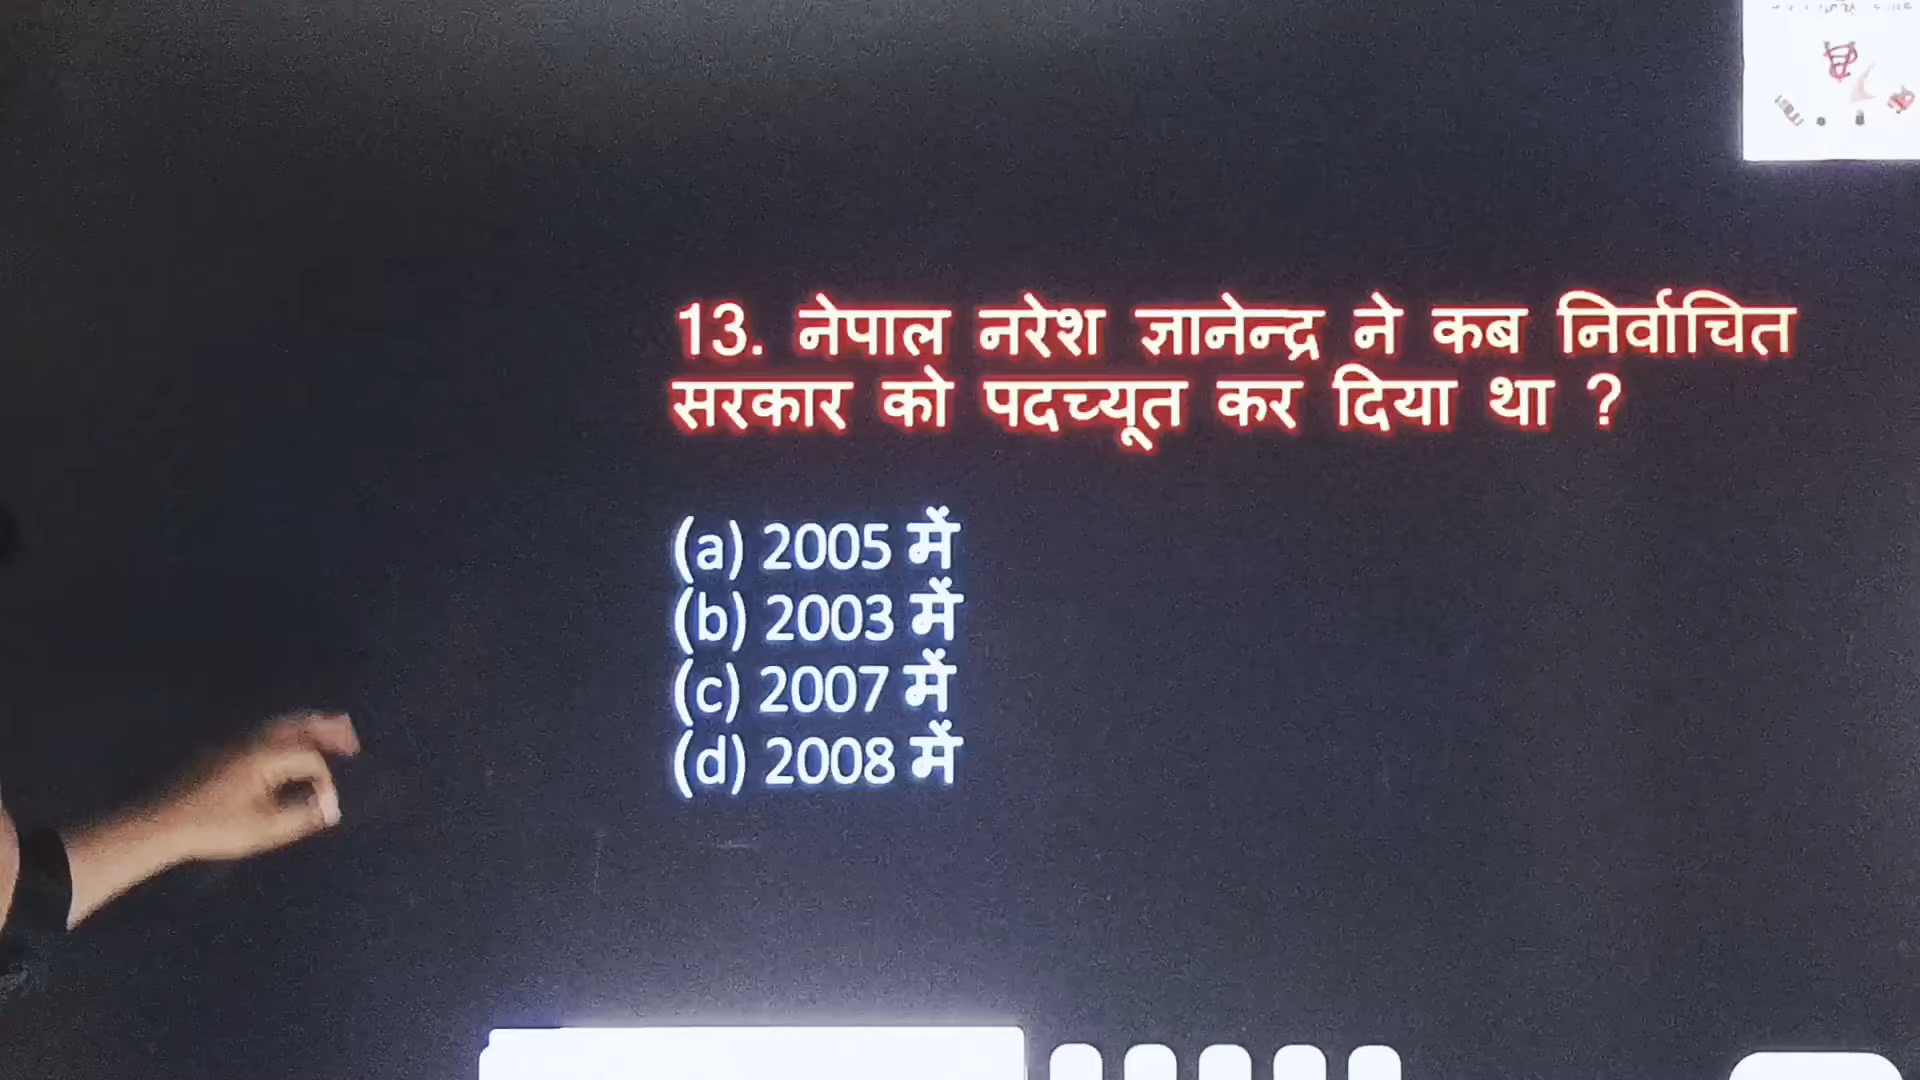 13. नेपाल नरेश ज्ञानेन्द्र ने कब निर्वाचित
सरकार को पदच्यूत कर दिया था ?
(a) 2005 में
(b) 2003 में
(c) 2007 में
(d) 2008 में